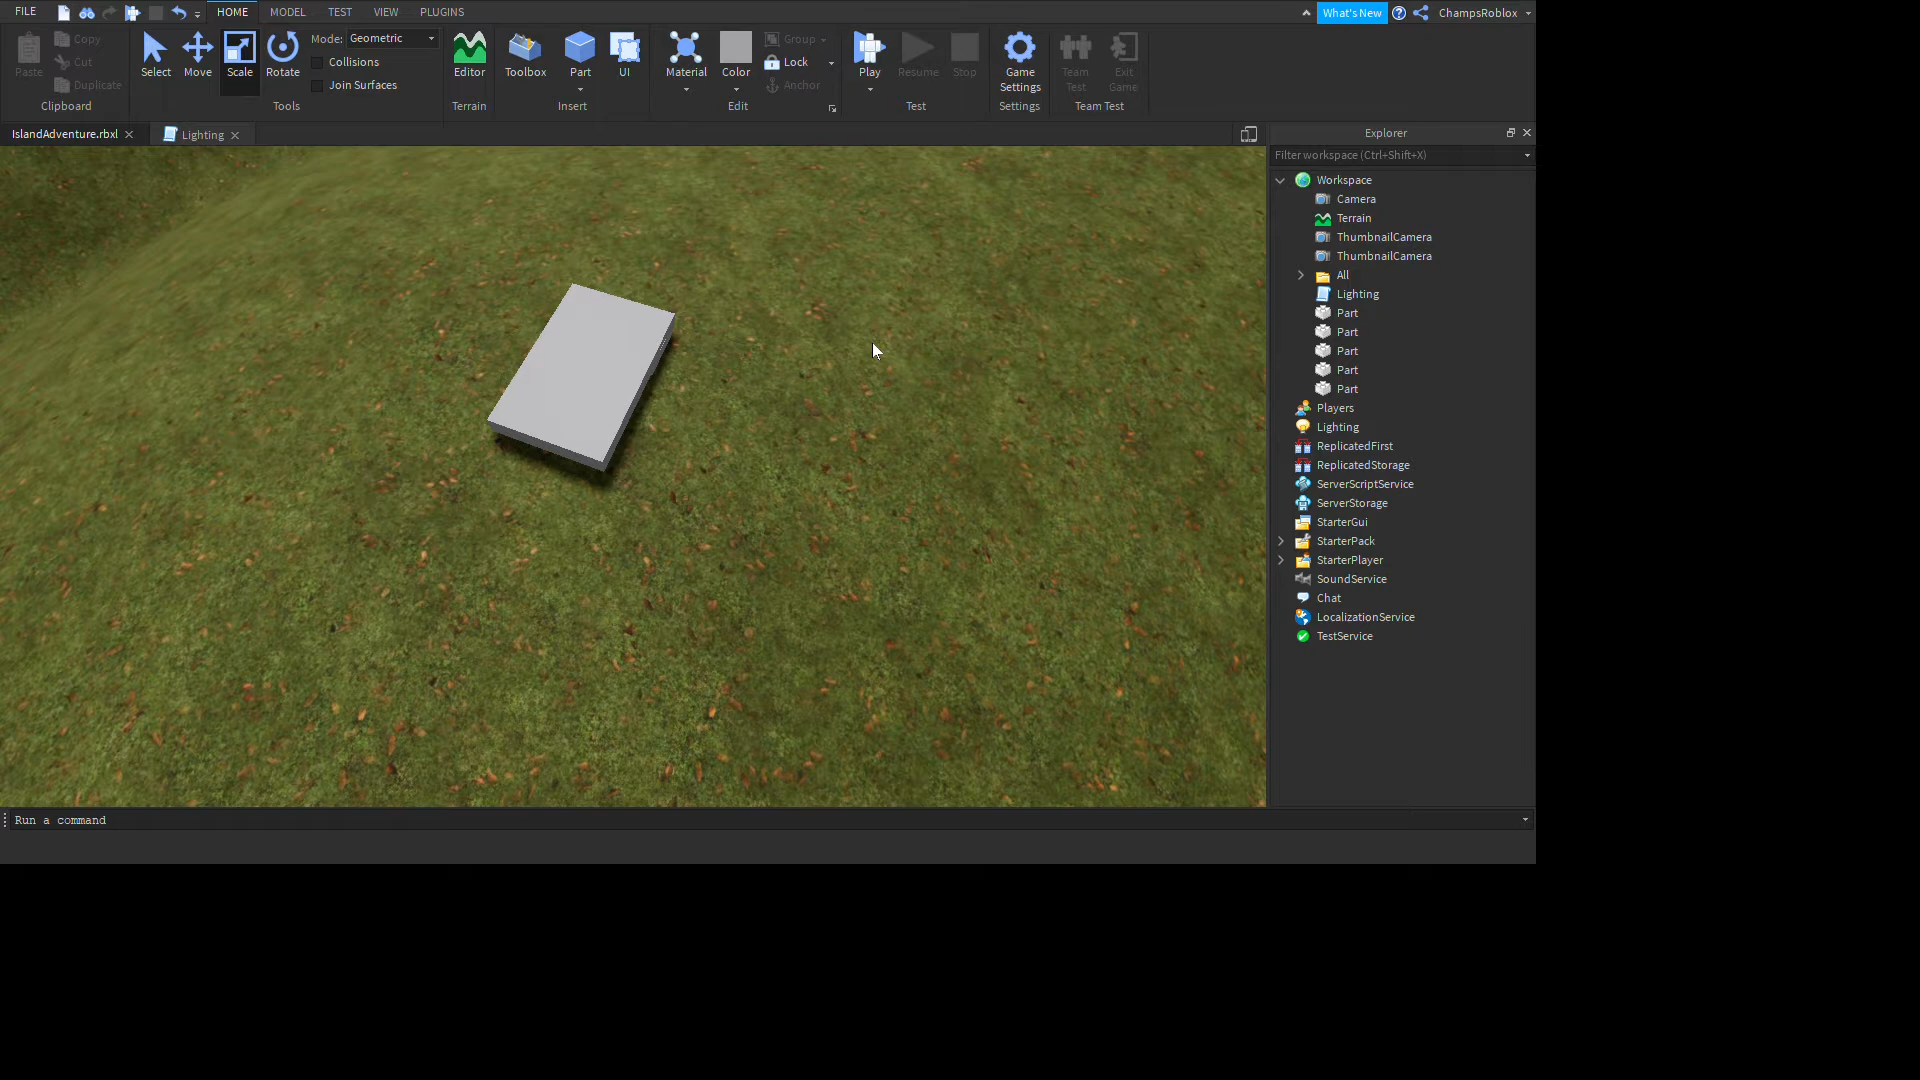 FILE
HOME
MODEL
TEST
VIEW
PLUGINS
What's New
ChampsRoblox
Paste
Copy
Cut
Duplicate
Clipboard
Select
Move
Scale
Rotate
Mode: Geometric
Collisions
Join Surfaces
Tools
Editor
Terrain
Toolbox
Part
UI
Insert
Material
Color
Group
Lock
Anchor
Edit
Play
Resume
Stop
Test
Game
Settings
Settings
Team
Test
Exit
Game
Team Test
IslandAdventure.rbxl
Lighting
Explorer
Filter workspace (Ctrl+Shift+X)
Workspace
Camera
Terrain
ThumbnailCamera
ThumbnailCamera
All
Lighting
Part
Part
Part
Part
Part
Players
Lighting
ReplicatedFirst
ReplicatedStorage
ServerScriptService
ServerStorage
StarterGui
StarterPack
StarterPlayer
SoundService
Chat
LocalizationService
TestService
Run a command